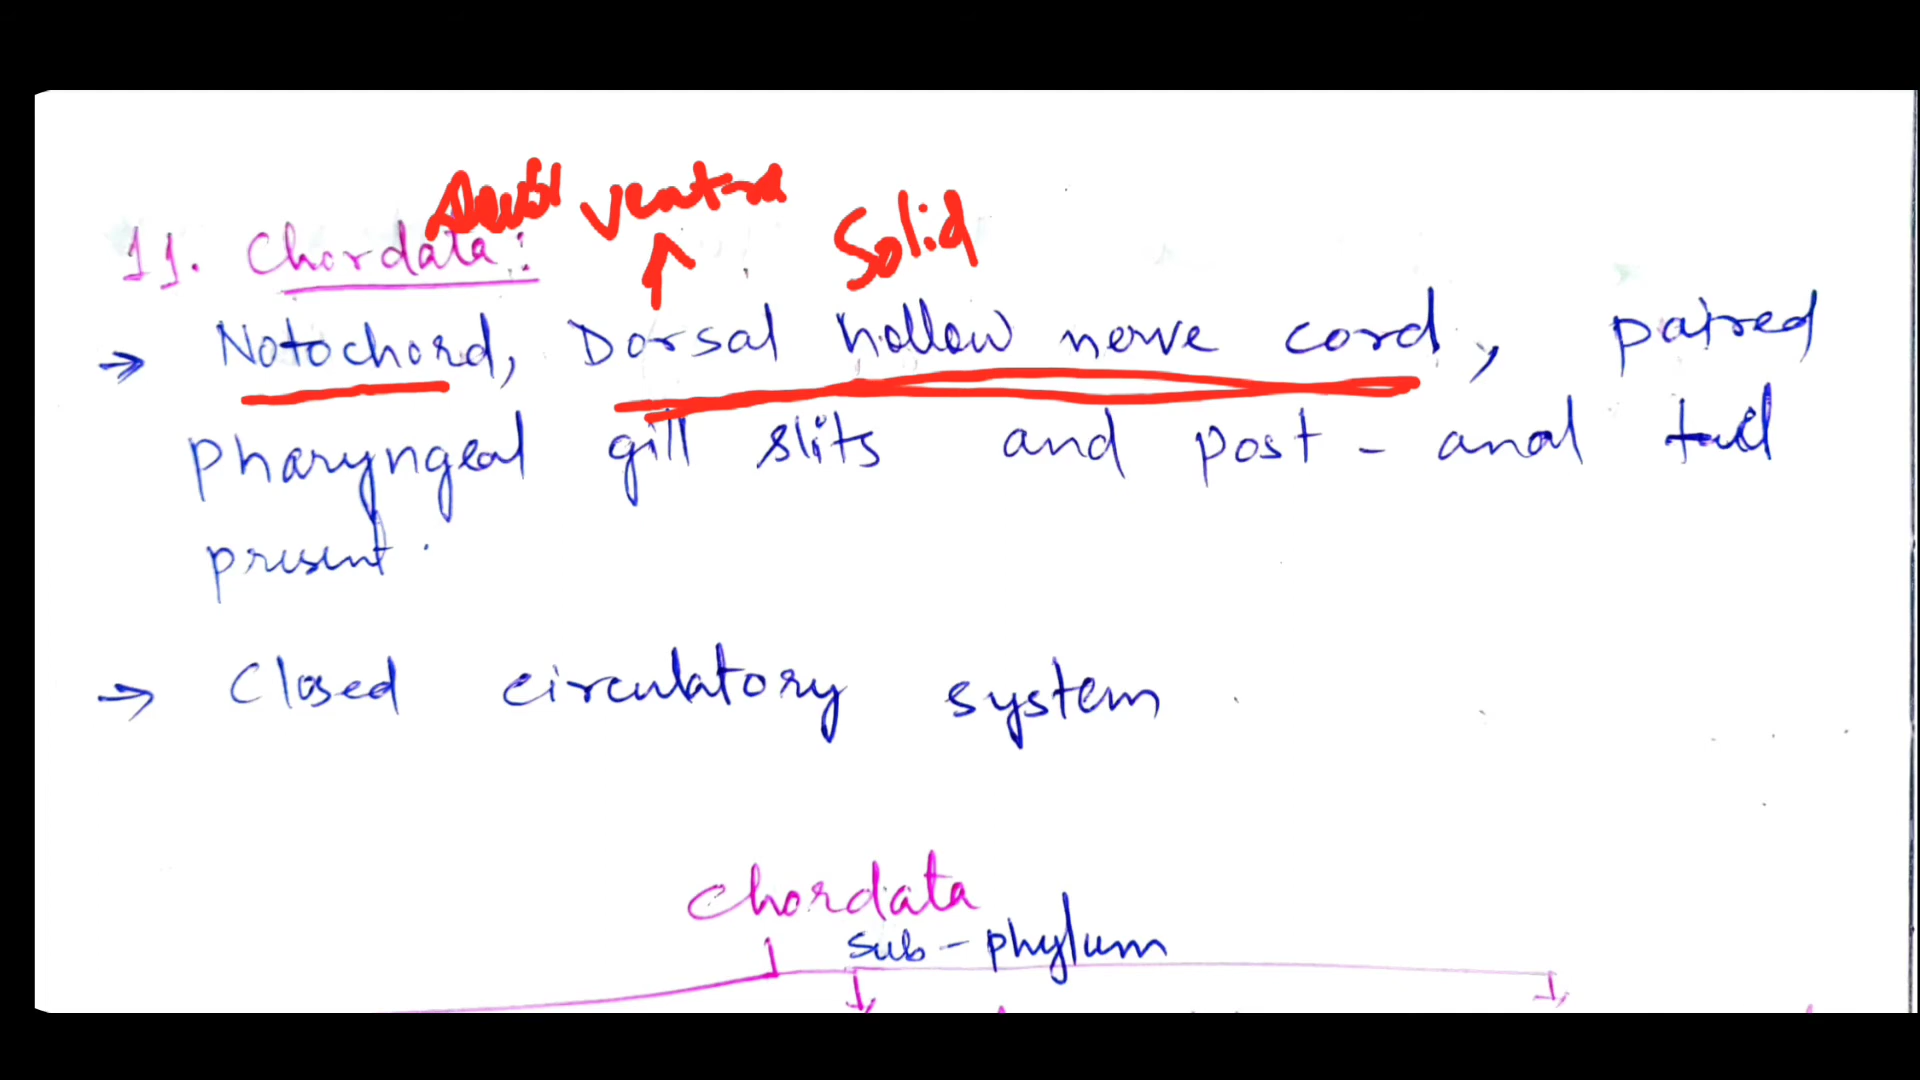 ventral
Solid
11. Chordata:
→ Notochord, Dorsal hollow nerve cord, paired
pharyngeal gill slits and post - anal tail
present.
→ Closed circulatory system.
Chordata
sub - phylum